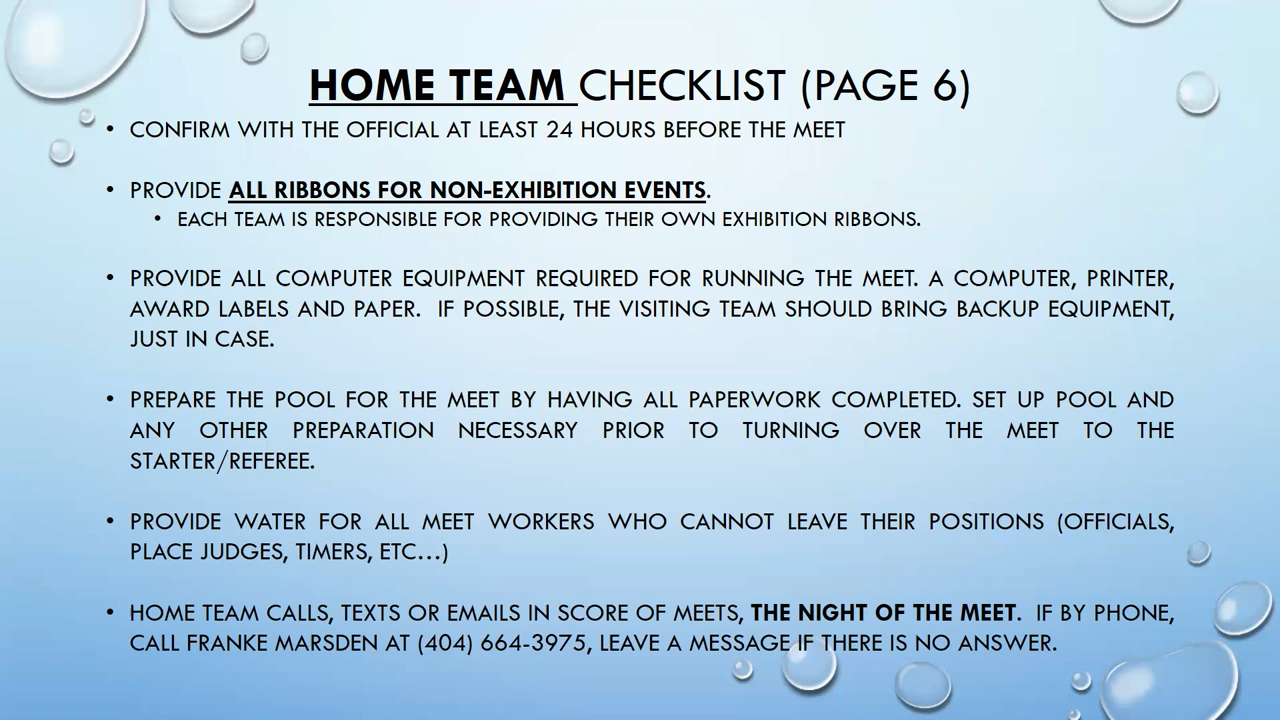 HOME TEAM CHECKLIST (PAGE 6)
• CONFIRM WITH THE OFFICIAL AT LEAST 24 HOURS BEFORE THE MEET
• PROVIDE ALL RIBBONS FOR NON-EXHIBITION EVENTS.
• EACH TEAM IS RESPONSIBLE FOR PROVIDING THEIR OWN EXHIBITION RIBBONS.
• PROVIDE ALL COMPUTER EQUIPMENT REQUIRED FOR RUNNING THE MEET. A COMPUTER, PRINTER,
AWARD LABELS AND PAPER. IF POSSIBLE, THE VISITING TEAM SHOULD BRING BACKUP EQUIPMENT,
JUST IN CASE.
• PREPARE THE POOL FOR THE MEET BY HAVING ALL PAPERWORK COMPLETED. SET UP POOL AND
ANY OTHER PREPARATION NECESSARY PRIOR TO TURNING OVER THE MEET TO THE
STARTER/REFEREE.
• PROVIDE WATER FOR ALL MEET WORKERS WHO CANNOT LEAVE THEIR POSITIONS (OFFICIALS,
PLACE JUDGES, TIMERS, ETC…)
• HOME TEAM CALLS, TEXTS OR EMAILS IN SCORE OF MEETS, THE NIGHT OF THE MEET. IF BY PHONE,
CALL FRANKE MARSDEN AT (404) 664-3975, LEAVE A MESSAGE IF THERE IS NO ANSWER.